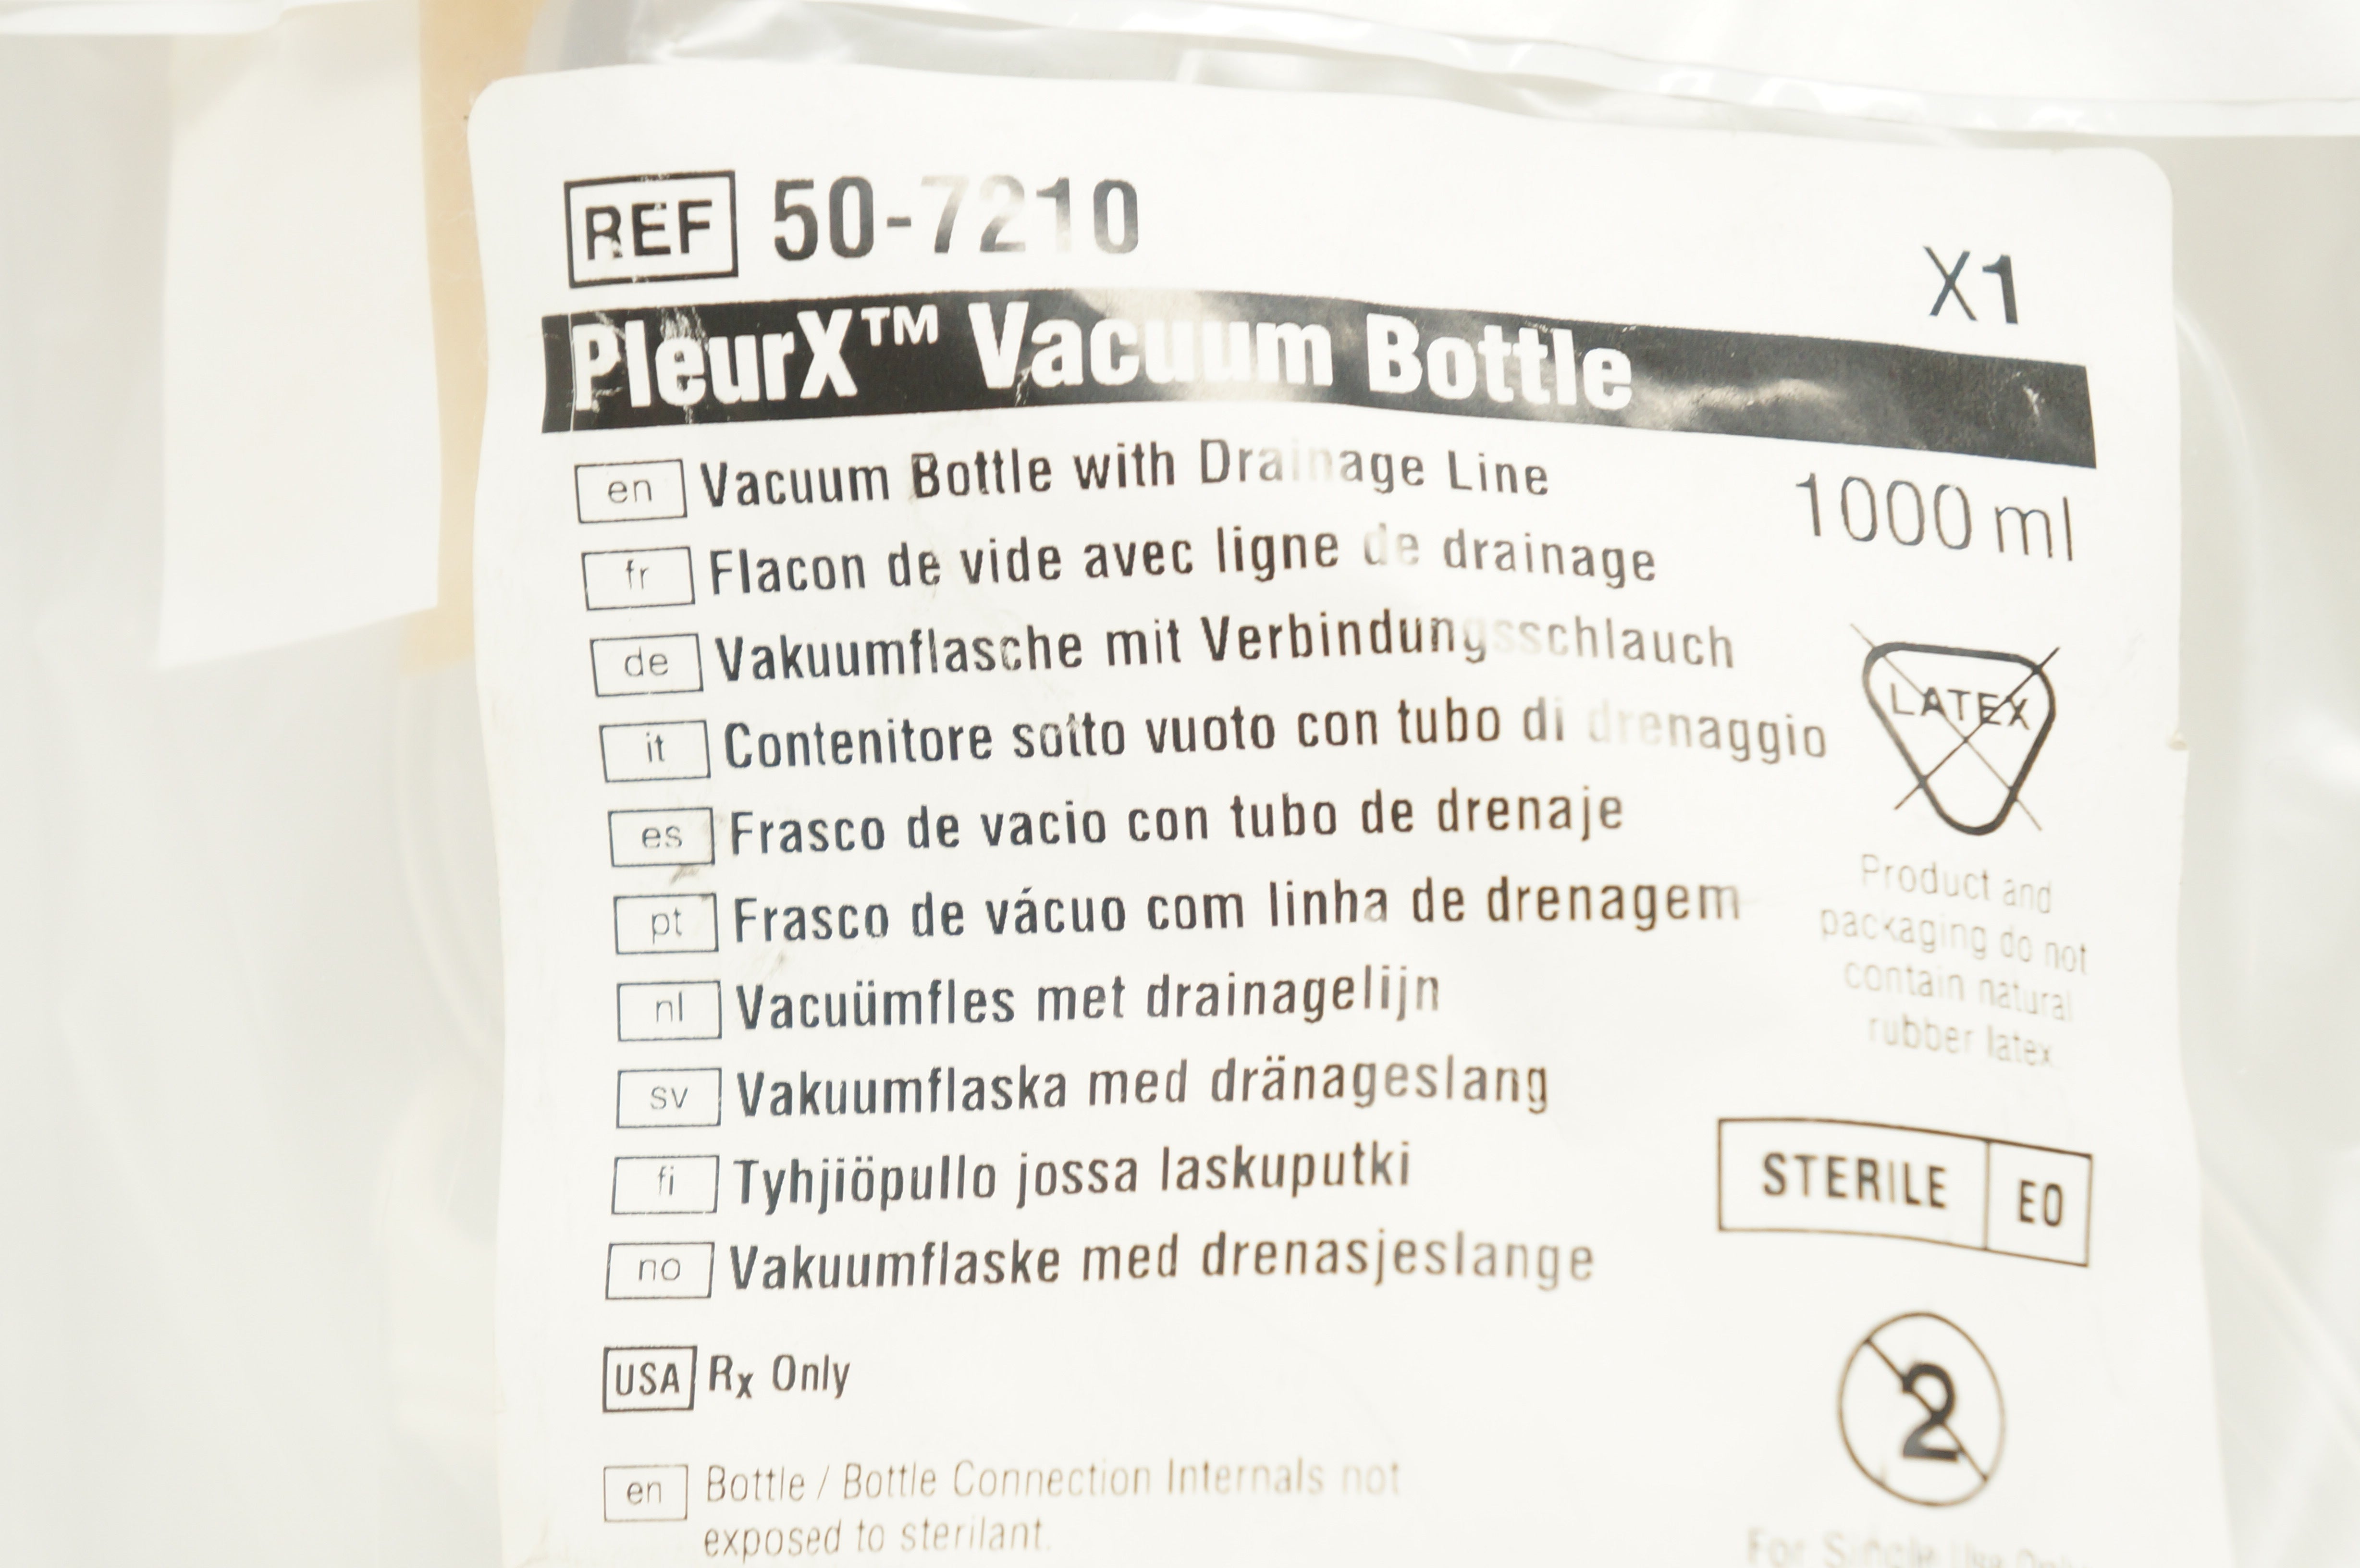 REF 50-7210
X1
PleurX™ Vacuum Bottle
en Vacuum Bottle with Drainage Line
1000 ml
fr Flacon de vide avec ligne de drainage
de Vakuumflasche mit Verbindungsschlauch
it Contenitore sotto vuoto con tubo di drenaggio
LATEX
es Frasco de vacio con tubo de drenaje
pt Frasco de vácuo com linha de drenagem
Product and
packaging do not
contain natural
rubber latex
nl Vacuümfles met drainagelijn
sv Vakuumflaska med dränageslang
fi Tyhjiöpullo jossa laskuputki
STERILE EO
no Vakuumflaske med drenasjeslange
USA Rx Only
2
en Bottle / Bottle Connection Internals not
exposed to sterilant.
For Single Use Only